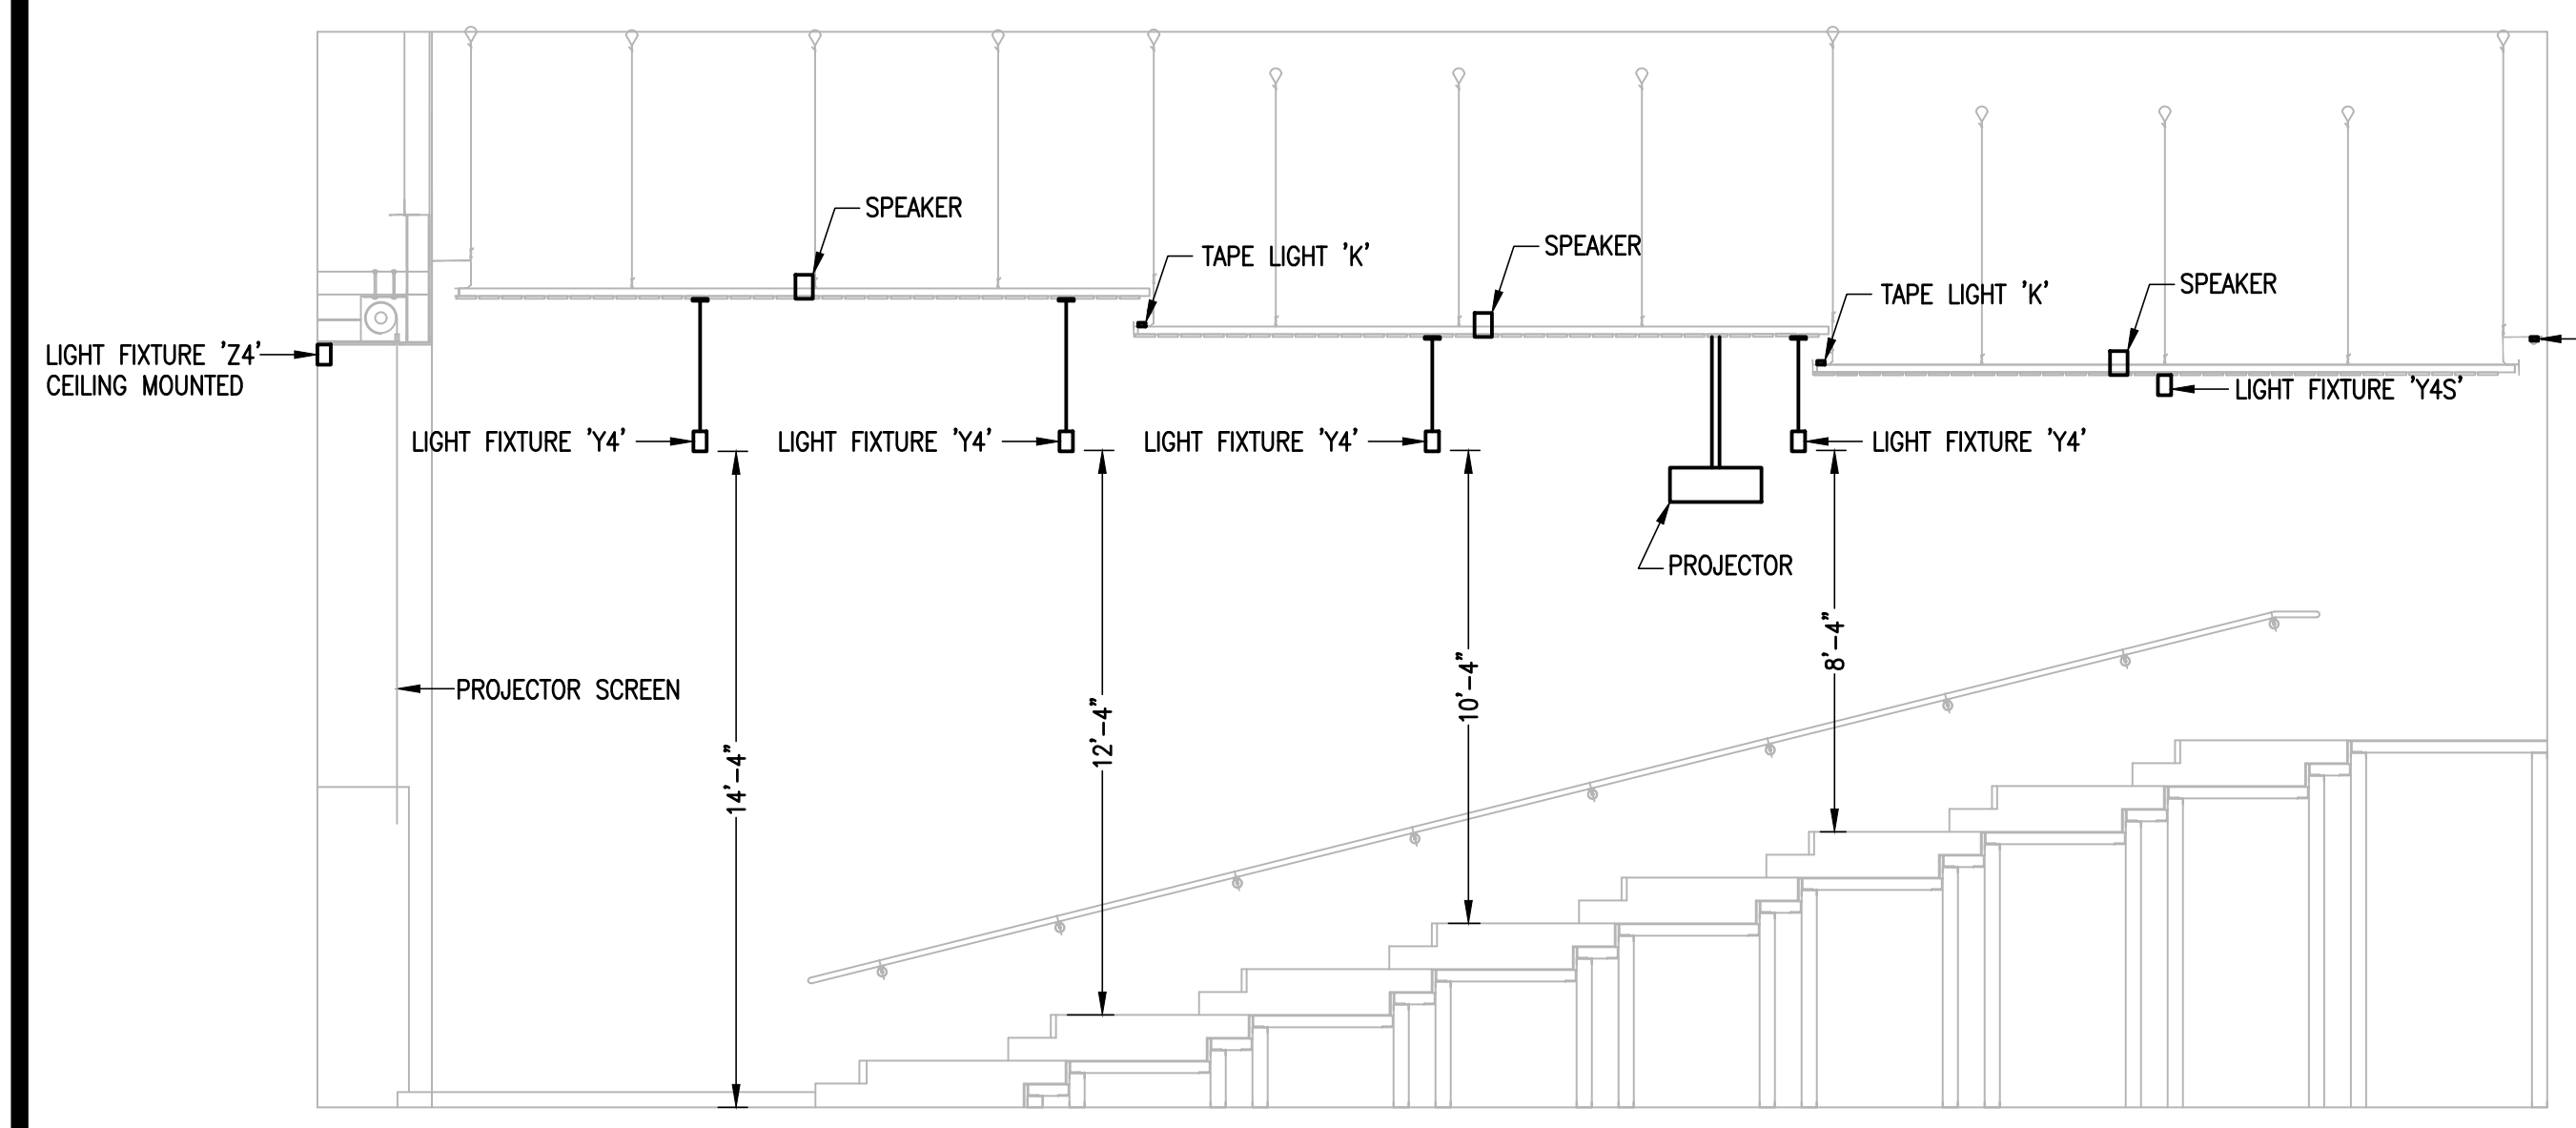 SPEAKER
TAPE LIGHT 'K'
SPEAKER
TAPE LIGHT 'K'
SPEAKER
LIGHT FIXTURE 'Z4'
CEILING MOUNTED
LIGHT FIXTURE 'Y4S'
LIGHT FIXTURE 'Y4'
LIGHT FIXTURE 'Y4'
LIGHT FIXTURE 'Y4'
LIGHT FIXTURE 'Y4'
PROJECTOR
PROJECTOR SCREEN
14'-4"
12'-4"
10'-4"
8'-4"